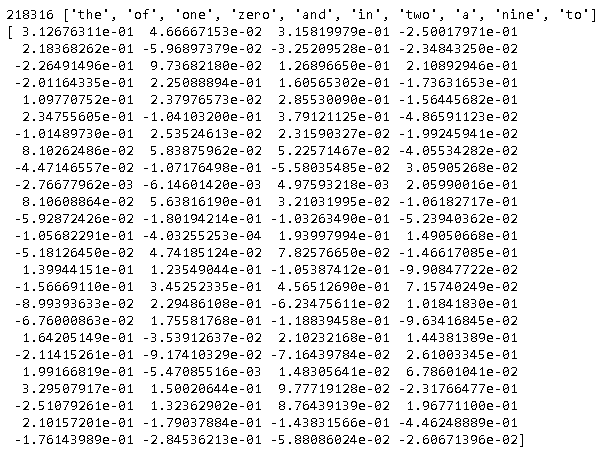 218316 ['the', 'of', 'one', 'zero', 'and', 'in', 'two', 'a', 'nine', 'to']
[ 3.12676311e-01 4.66667153e-02 3.15819979e-01 -2.50017971e-01
2.18368262e-01 -5.96897379e-02 -3.25209528e-01 -2.34843250e-02
-2.26491496e-01 9.73682180e-02 1.26896650e-01 2.10892946e-01
-2.01164335e-01 2.25088894e-01 1.60565302e-01 -1.73631653e-01
1.09770752e-01 2.37976573e-02 2.85530090e-01 -1.56445682e-02
2.34755605e-01 -1.04103200e-01 3.79121125e-01 -4.86591123e-02
-1.01489730e-01 2.53524613e-02 2.31590327e-02 -1.99245941e-02
8.10262486e-02 5.83875962e-02 5.22571467e-02 -4.05534282e-02
-4.47146557e-02 -1.07176498e-01 -5.58035485e-02 3.05905268e-02
-2.76677962e-03 -6.14601420e-03 4.97593218e-03 2.05990016e-01
8.10608864e-02 5.63816190e-01 3.21031995e-02 -1.06182717e-01
-5.92872426e-02 -1.80194214e-01 -1.03263490e-01 -5.23940362e-02
-1.05682291e-01 -4.03255253e-04 1.93997994e-01 1.49050668e-01
-5.18126450e-02 4.74185124e-02 7.82576650e-02 -1.46617085e-01
1.39944151e-01 1.23549044e-01 -1.05387412e-01 -9.90847722e-02
-1.56669110e-01 3.45252335e-01 4.56512690e-01 7.15740249e-02
-8.99393633e-02 2.29486108e-01 -6.23475611e-02 1.01841830e-01
-6.76000863e-02 1.75581768e-01 -1.18839458e-01 -9.63416845e-02
1.64205149e-01 -3.53912637e-02 2.10232168e-01 1.44381389e-01
-2.11415261e-01 -9.17410329e-02 -7.16439784e-02 2.61003345e-01
1.99166819e-01 -5.47085516e-03 1.48305641e-02 6.78601041e-02
3.29507917e-01 1.50020644e-01 9.77719128e-02 -2.31766477e-01
-2.51079261e-01 1.32362902e-01 8.76439139e-02 1.96771100e-01
2.10157201e-01 -1.79037884e-01 -1.43831566e-01 -4.46248889e-01
-1.76143989e-01 -2.84536213e-01 -5.88086024e-02 -2.60671396e-02]